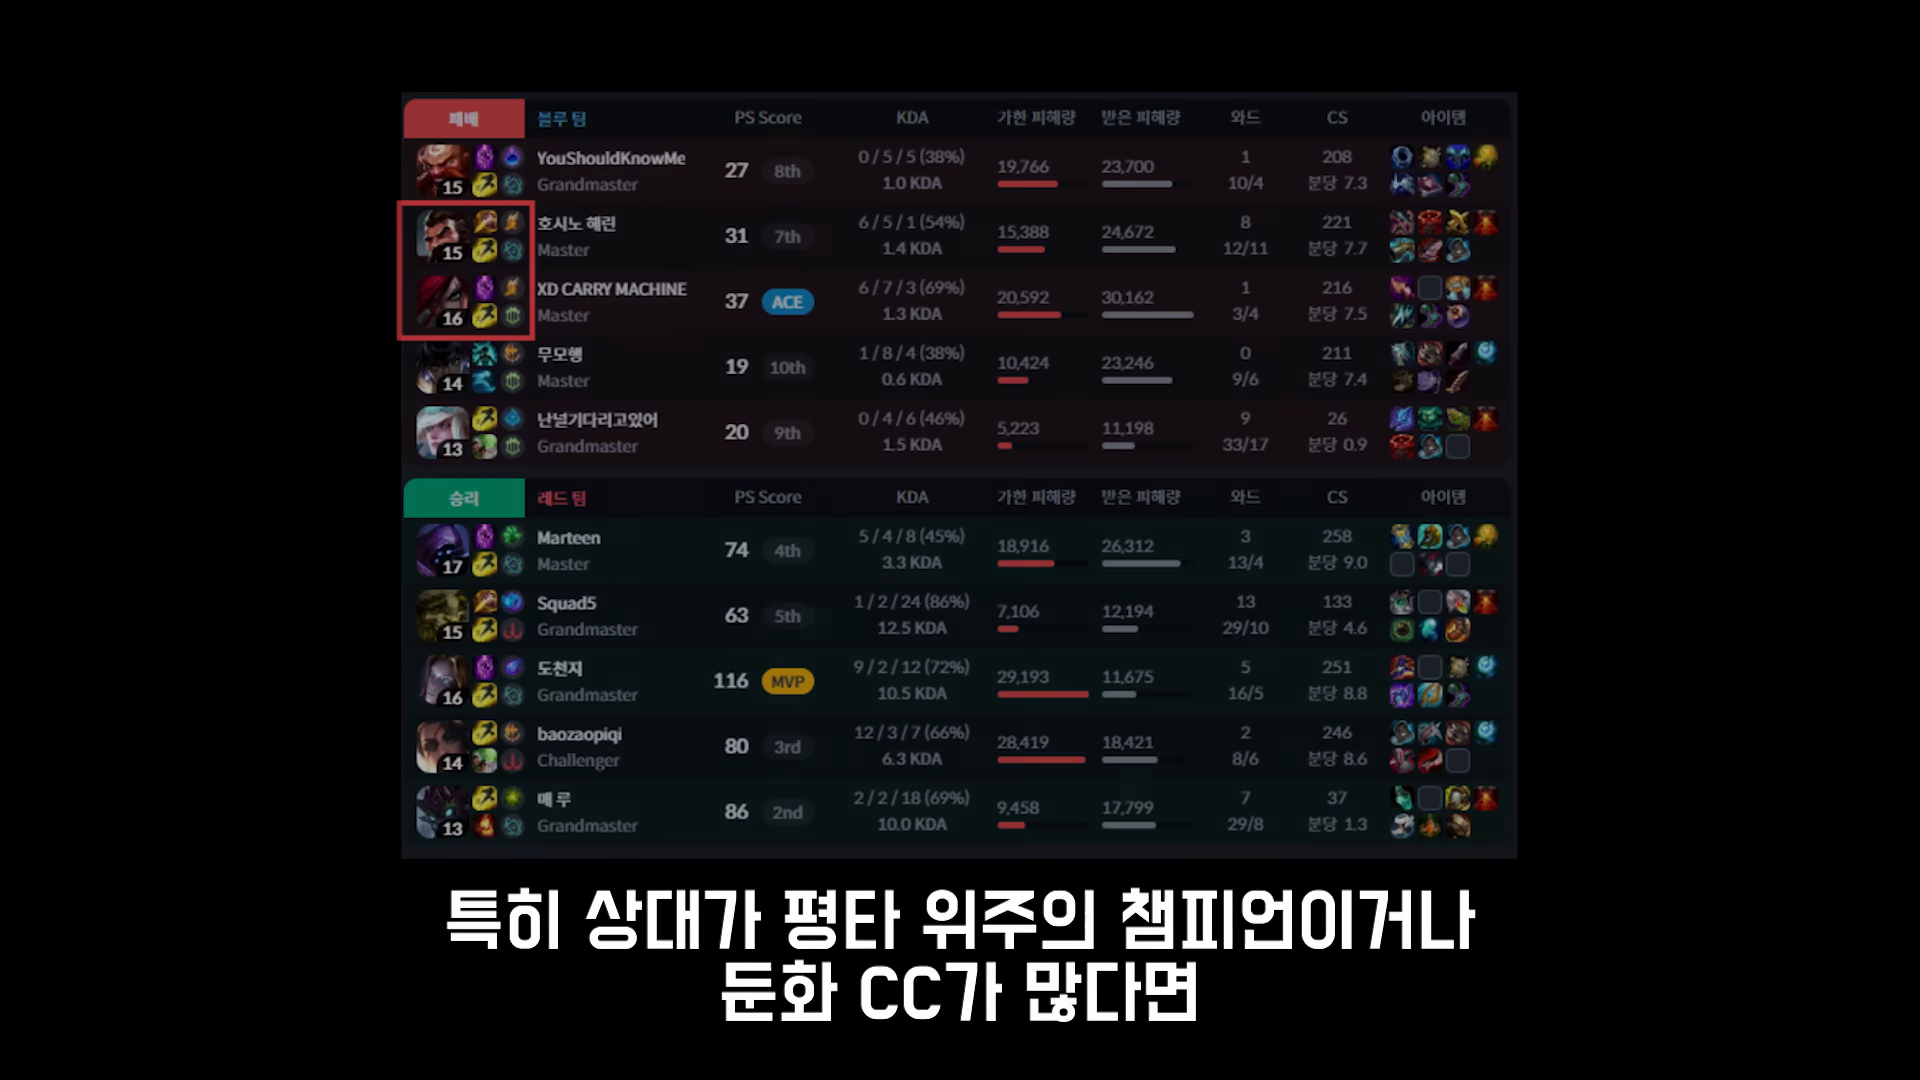 패배 블루 팀 PS Score KDA 가한 피해량 받은 피해량 와드 CS 아이템
YouShouldKnowMe 0 / 5 / 5 (38%) 1 208
15 27 8th 19,766 23,700
Grandmaster 1.0 KDA 10/4 분당 7.3
호시노 혜린 6 / 5 / 1 (54%) 8 221
15 31 7th 15,388 24,672
Master 1.4 KDA 12/11 분당 7.7
XD CARRY MACHINE 6 / 7 / 3 (69%) 1 216
16 37 ACE 20,592 30,162
Master 1.3 KDA 3/4 분당 7.5
무모행 1 / 8 / 4 (38%) 0 211
14 19 10th 10,424 23,246
Master 0.6 KDA 9/6 분당 7.4
난널기다리고있어 0 / 4 / 6 (46%) 9 26
13 20 9th 5,223 11,198
Grandmaster 1.5 KDA 33/17 분당 0.9
승리 레드 팀 PS Score KDA 가한 피해량 받은 피해량 와드 CS 아이템
Marteen 5 / 4 / 8 (45%) 3 258
17 74 4th 18,916 26,312
Master 3.3 KDA 13/4 분당 9.0
Squad5 1 / 2 / 24 (86%) 13 133
15 63 5th 7,106 12,194
Grandmaster 12.5 KDA 29/10 분당 4.6
도천지 9 / 2 / 12 (72%) 5 251
16 116 MVP 29,193 11,675
Grandmaster 10.5 KDA 16/5 분당 8.8
baozaopiqi 12 / 3 / 7 (66%) 2 246
14 80 3rd 28,419 18,421
Challenger 6.3 KDA 8/6 분당 8.6
매 루 2 / 2 / 18 (69%) 7 37
13 86 2nd 9,458 17,799
Grandmaster 10.0 KDA 29/8 분당 1.3
특히 상대가 평타 위주의 챔피언이거나
둔화 CC가 많다면